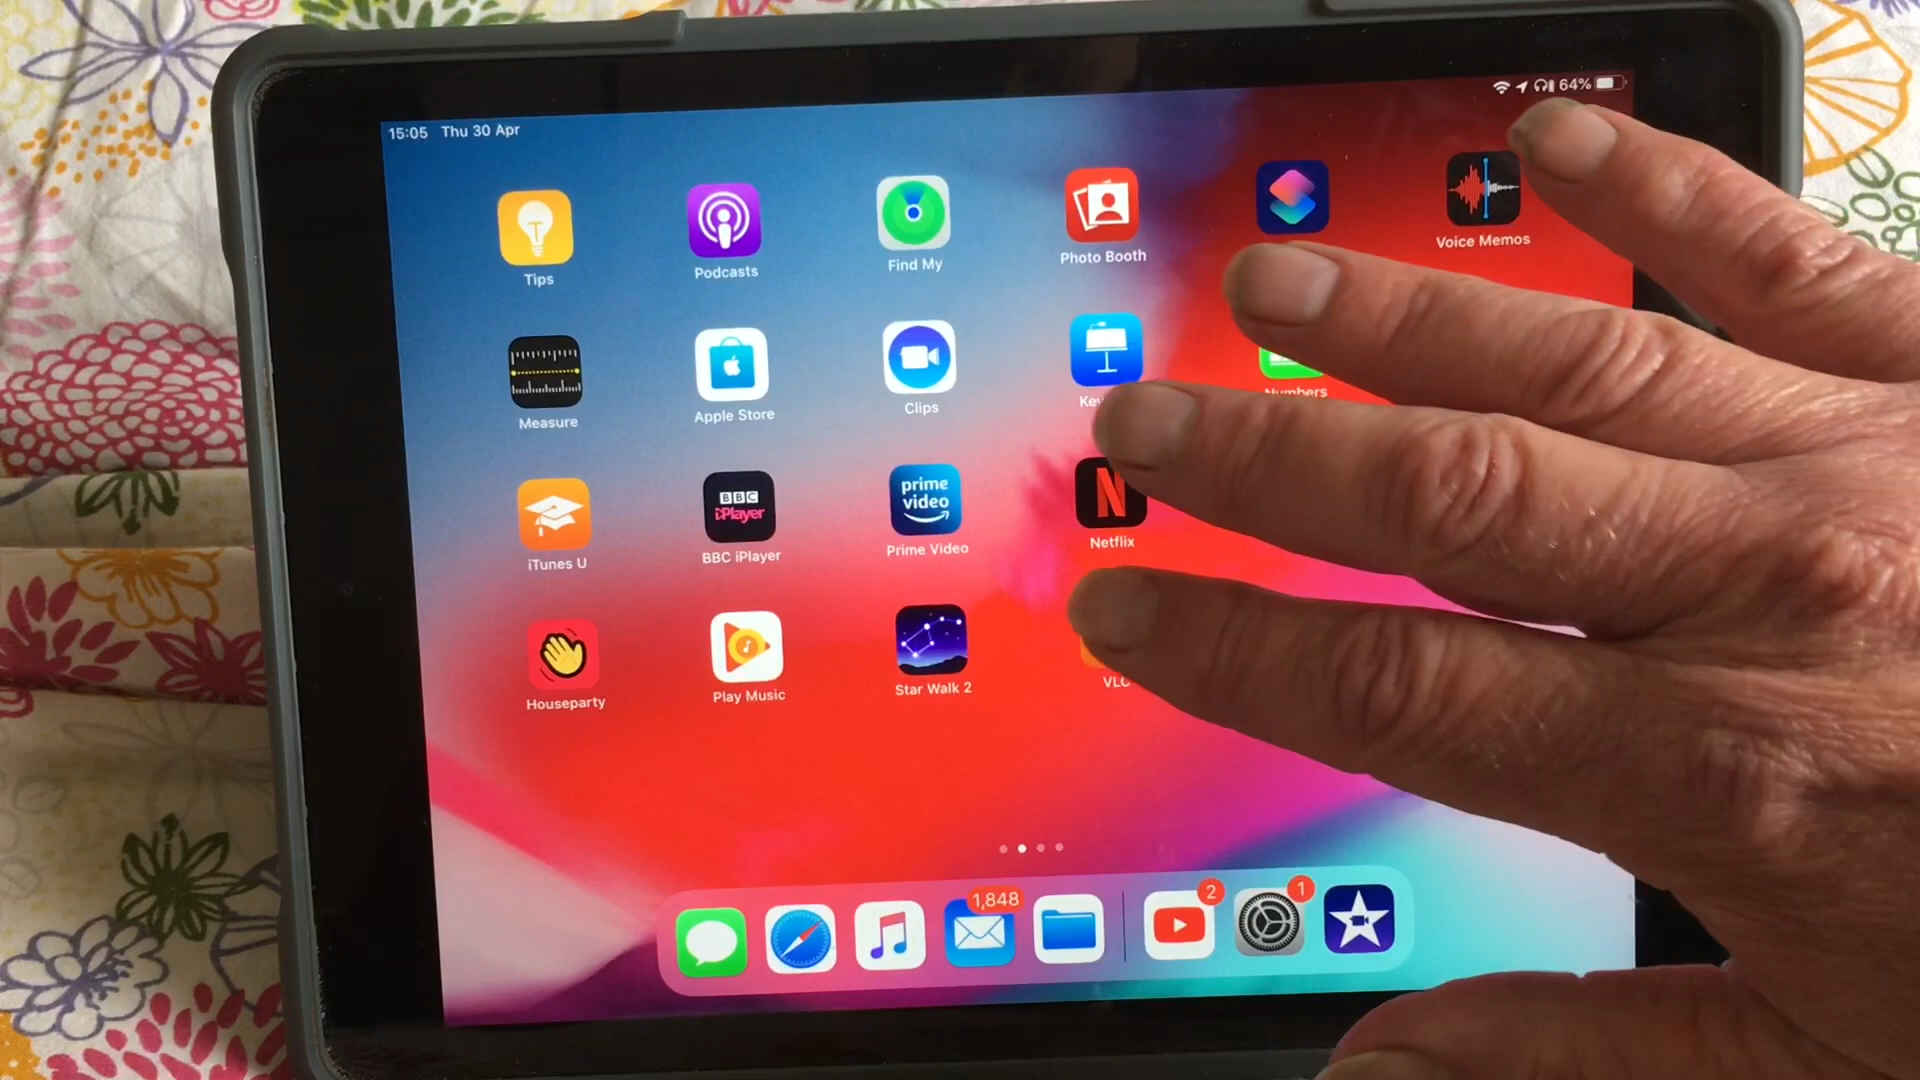 15:05 Thu 30 Apr
64%
Tips
Podcasts
Find My
Photo Booth
Voice Memos
Measure
Apple Store
Clips
Key
Numbers
BBC
iPlayer
prime
video
N
iTunes U
BBC iPlayer
Prime Video
Netflix
Houseparty
Play Music
Star Walk 2
VLC
1,848
2
1